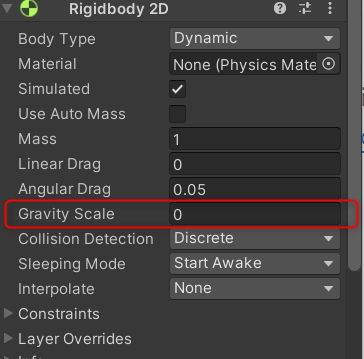 Rigidbody 2D
Body Type Dynamic
Material None (Physics Mate
Simulated
Use Auto Mass
Mass 1
Linear Drag 0
Angular Drag 0.05
Gravity Scale 0
Collision Detection Discrete
Sleeping Mode Start Awake
Interpolate None
Constraints
Layer Overrides
Info